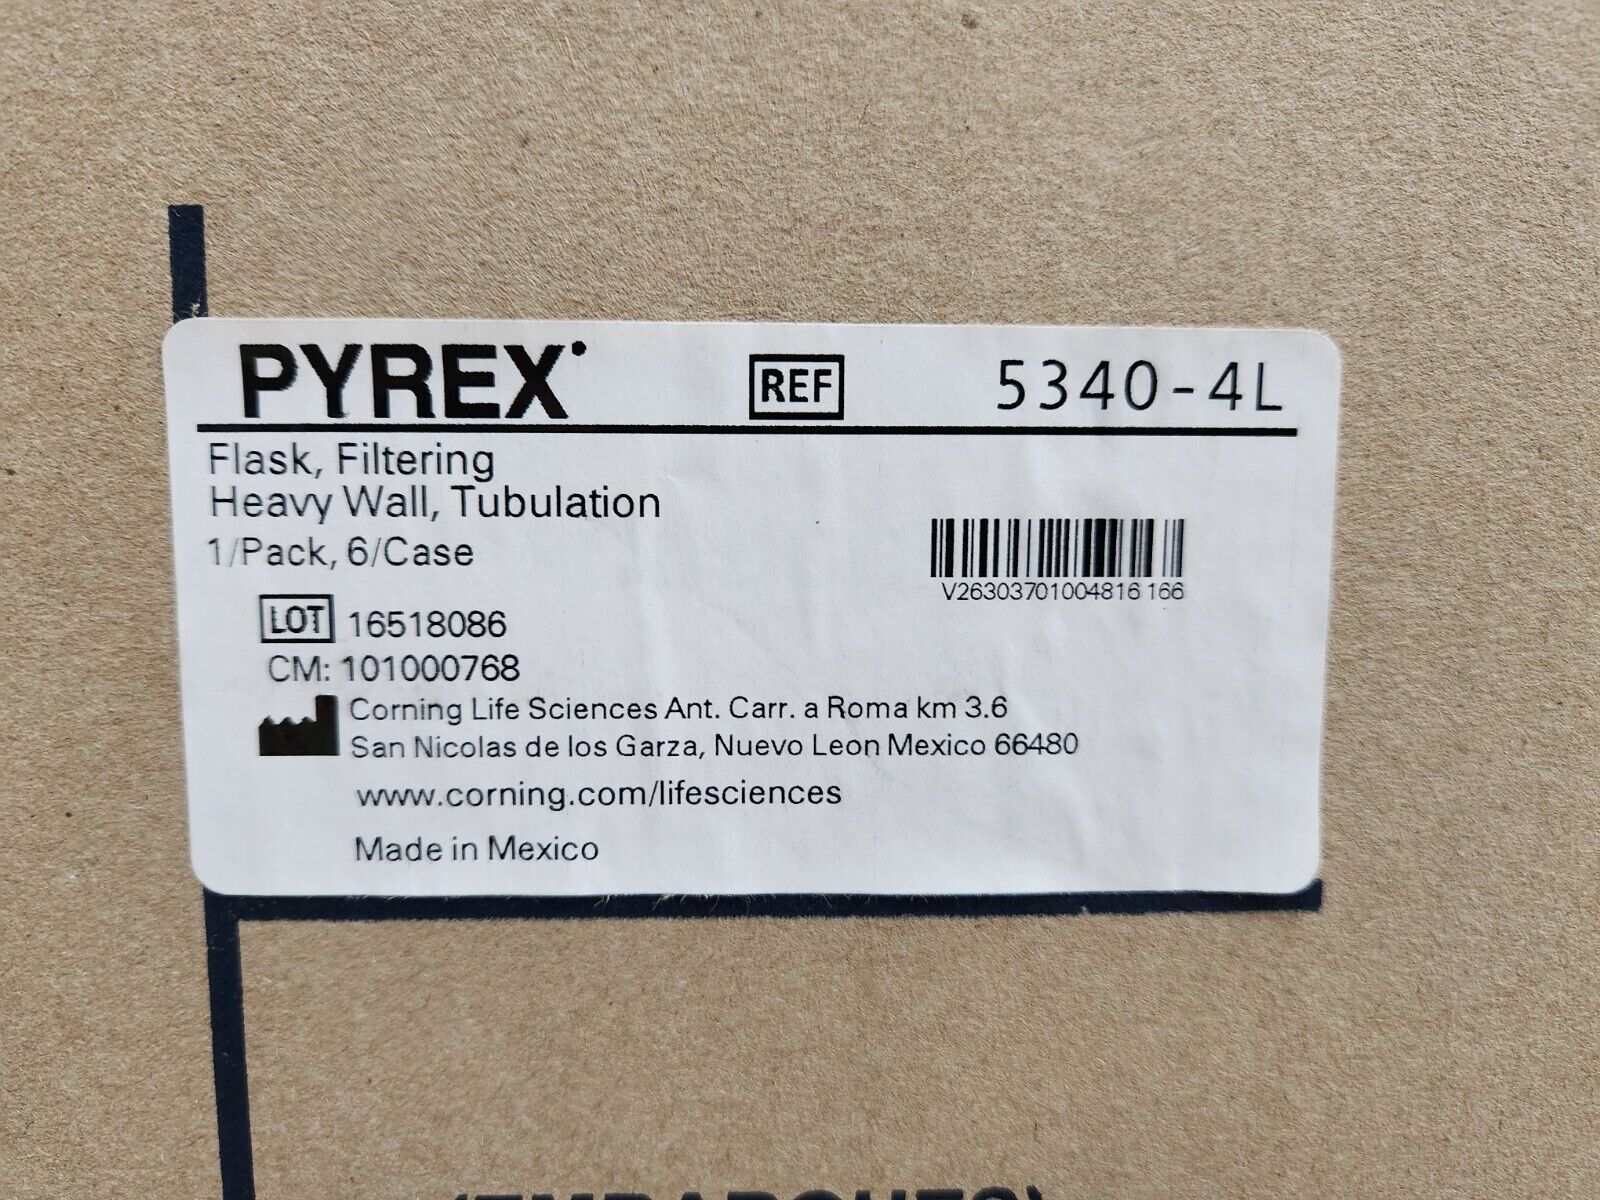 PYREX
REF 5340-4L
Flask, Filtering
Heavy Wall, Tubulation
1/Pack, 6/Case
V26303701004816 166
LOT 16518086
CM: 101000768
Corning Life Sciences Ant. Carr. a Roma km 3.6
San Nicolas de los Garza, Nuevo Leon Mexico 66480
www.corning.com/lifesciences
Made in Mexico